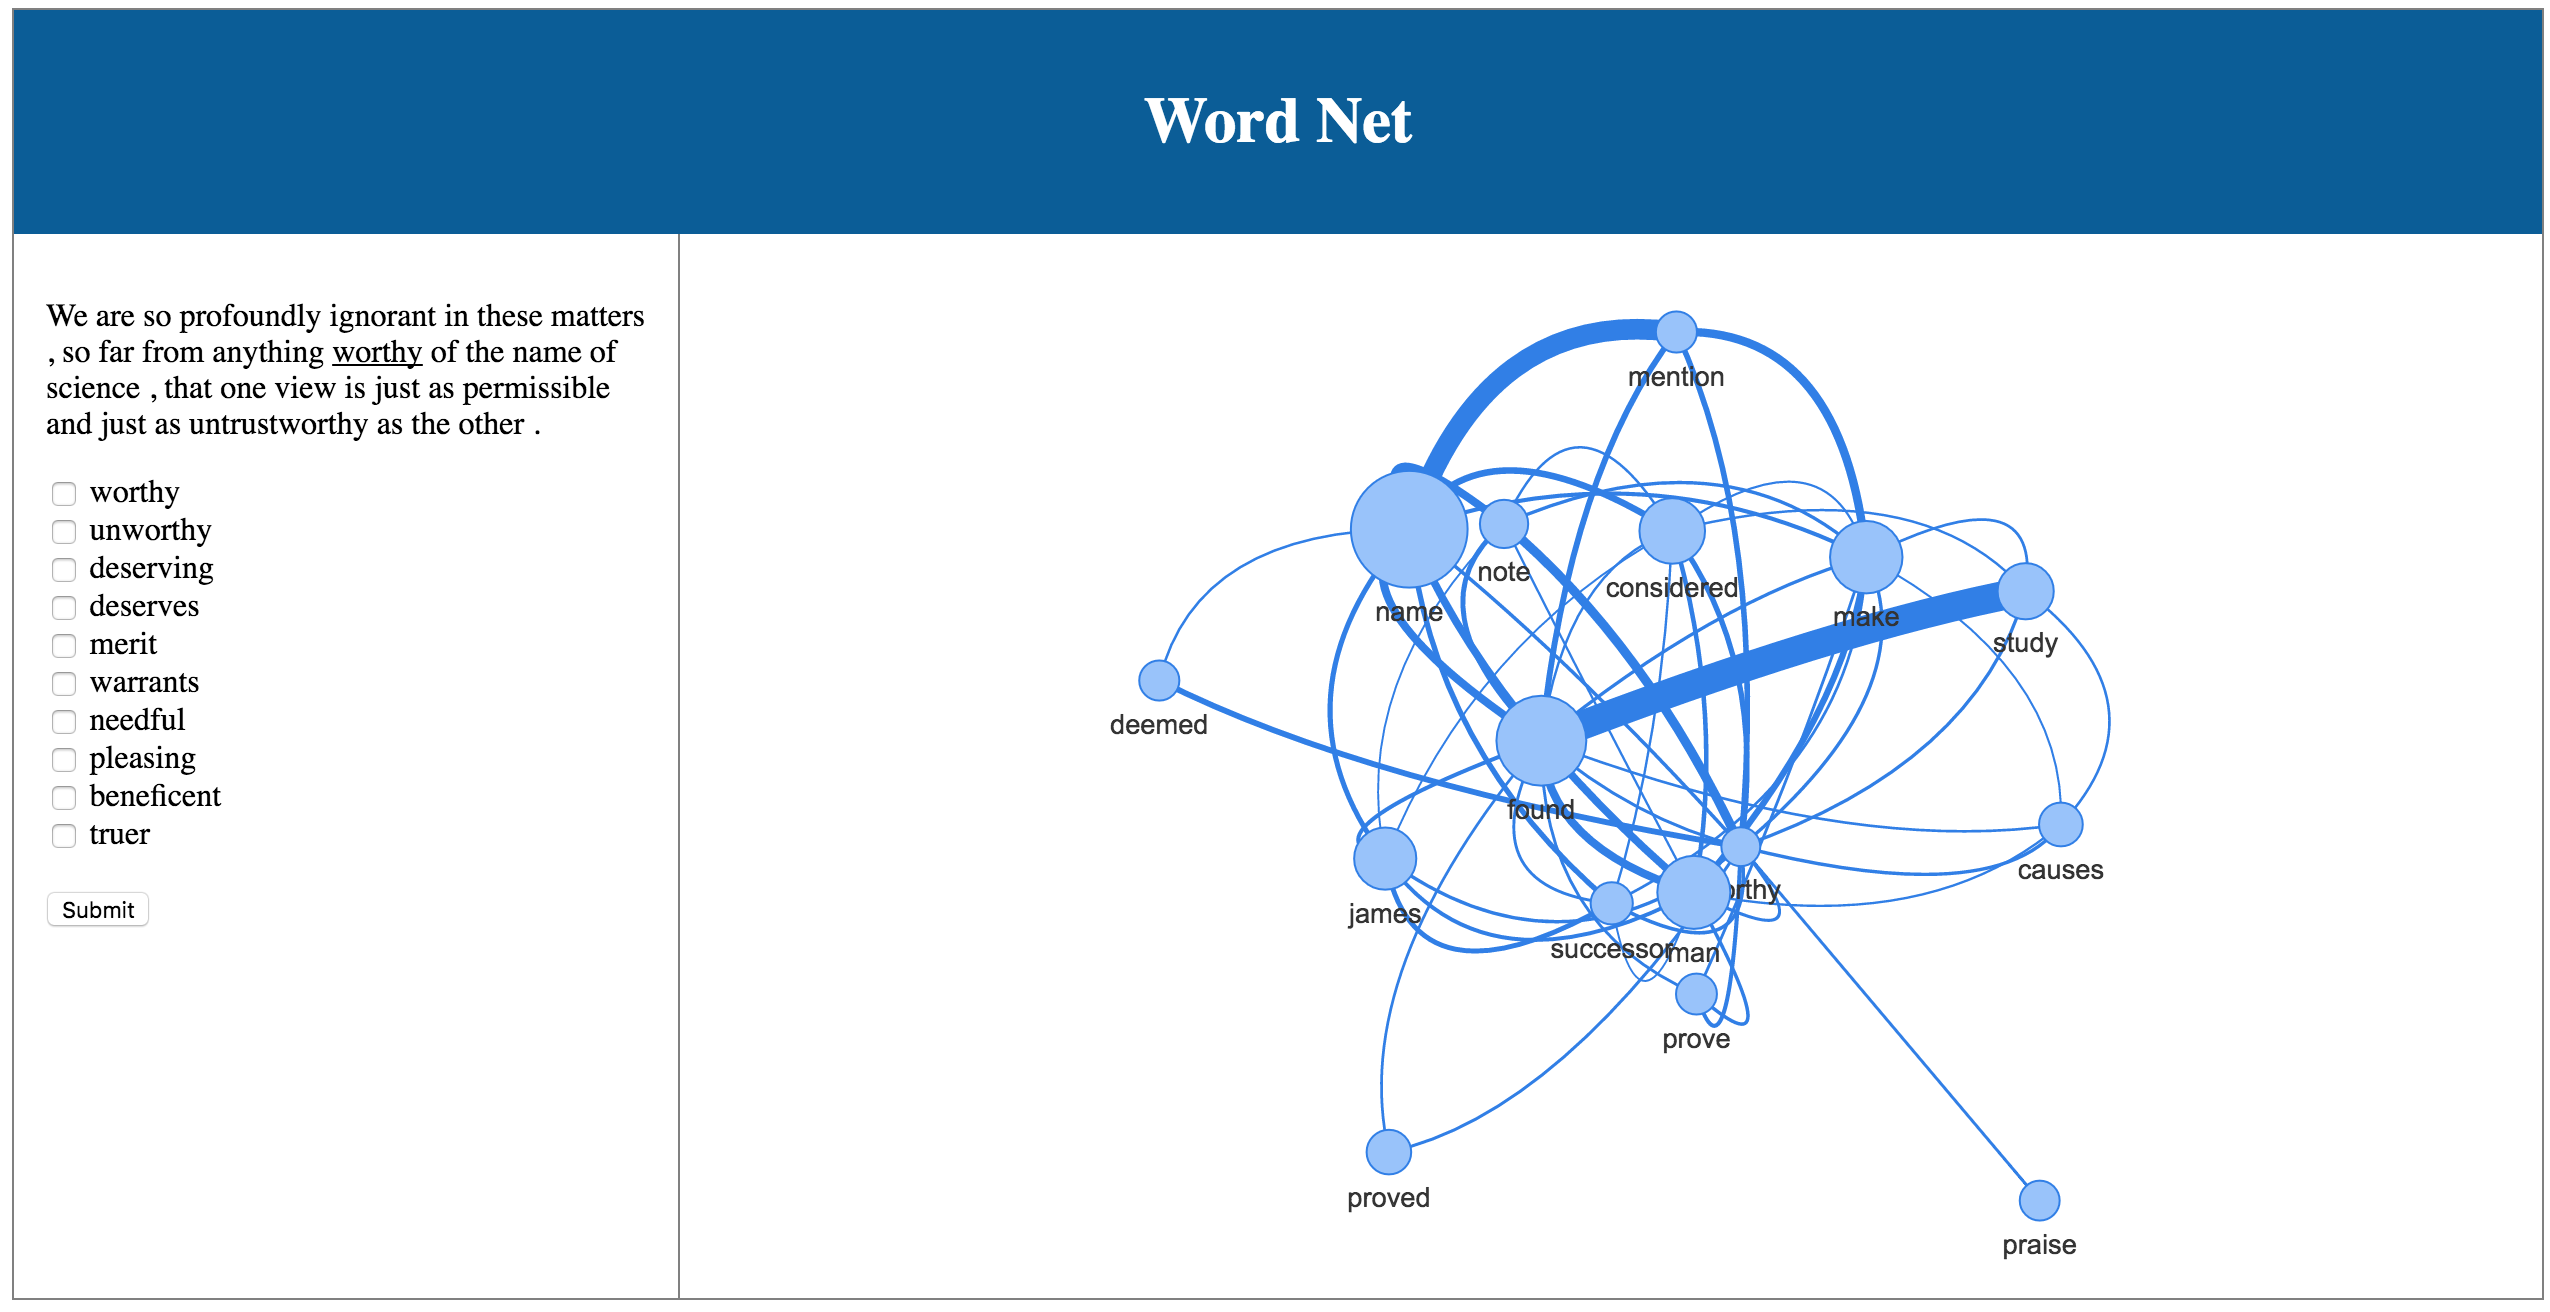 Word Net
We are so profoundly ignorant in these matters
, so far from anything worthy of the name of
science , that one view is just as permissible
and just as untrustworthy as the other .
worthy
unworthy
deserving
deserves
merit
warrants
needful
pleasing
beneficent
truer
Submit
mention
note
considered
name
make
study
deemed
found
causes
orthy
james
successor
man
prove
proved
praise